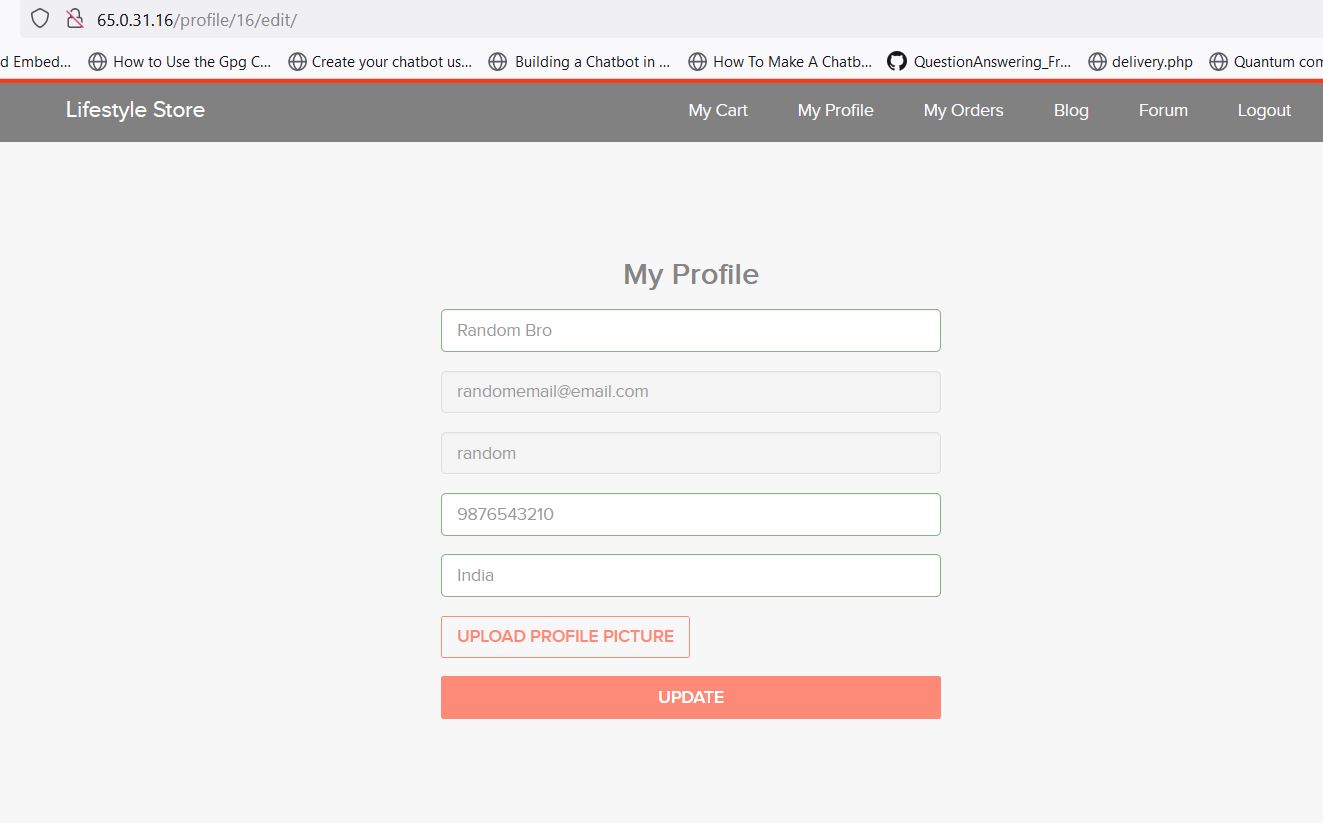 65.0.31.16/profile/16/edit/
d Embed... How to Use the Gpg C... Create your chatbot us... Building a Chatbot in ... How To Make A Chatb... QuestionAnswering_Fr... delivery.php Quantum com
Lifestyle Store My Cart My Profile My Orders Blog Forum Logout
My Profile
Random Bro
randomemail@email.com
random
9876543210
India
UPLOAD PROFILE PICTURE
UPDATE